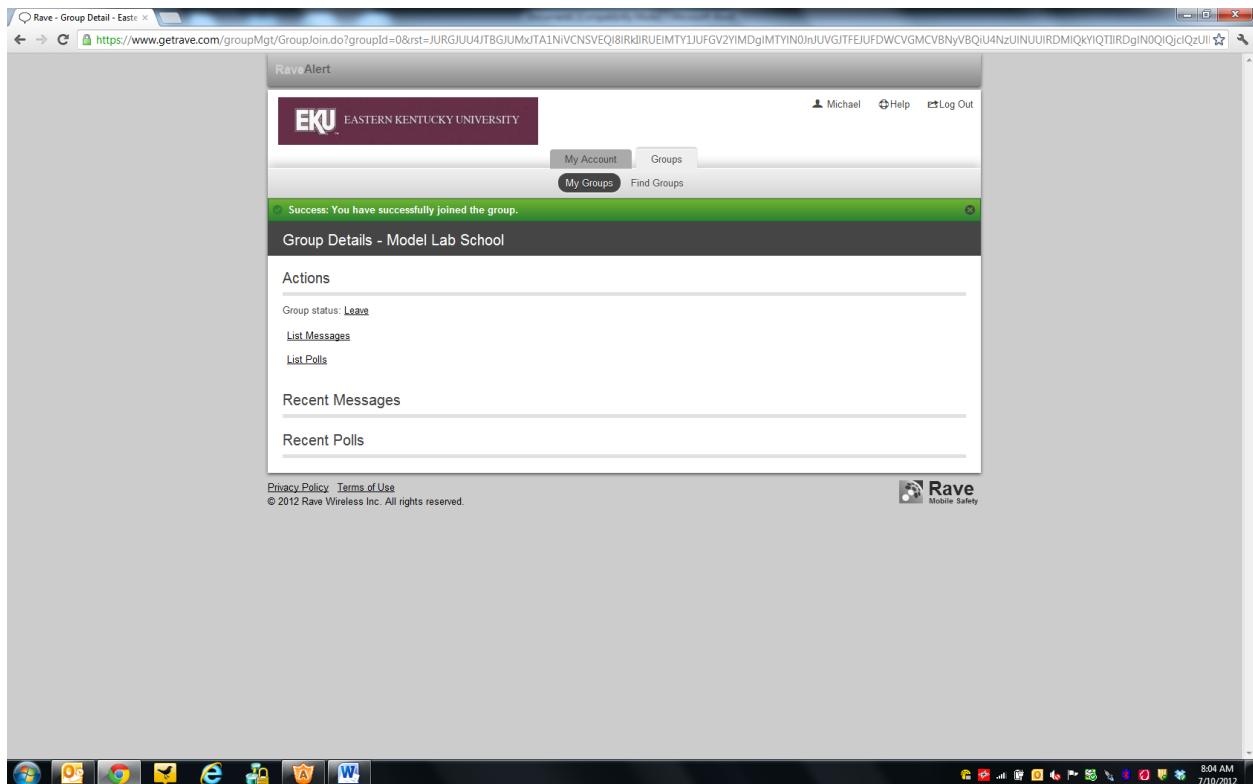 Rave - Group Detail - Easte
https://www.getrave.com/groupMgt/GroupJoin.do?groupId=0&rst=
RaveAlert
EKU EASTERN KENTUCKY UNIVERSITY
Michael Help Log Out
My Account Groups
My Groups Find Groups
Success: You have successfully joined the group.
Group Details - Model Lab School
Actions
Group status: Leave
List Messages
List Polls
Recent Messages
Recent Polls
Privacy Policy Terms of Use
© 2012 Rave Wireless Inc. All rights reserved.
Rave
Mobile Safety
8:04 AM
7/10/2012